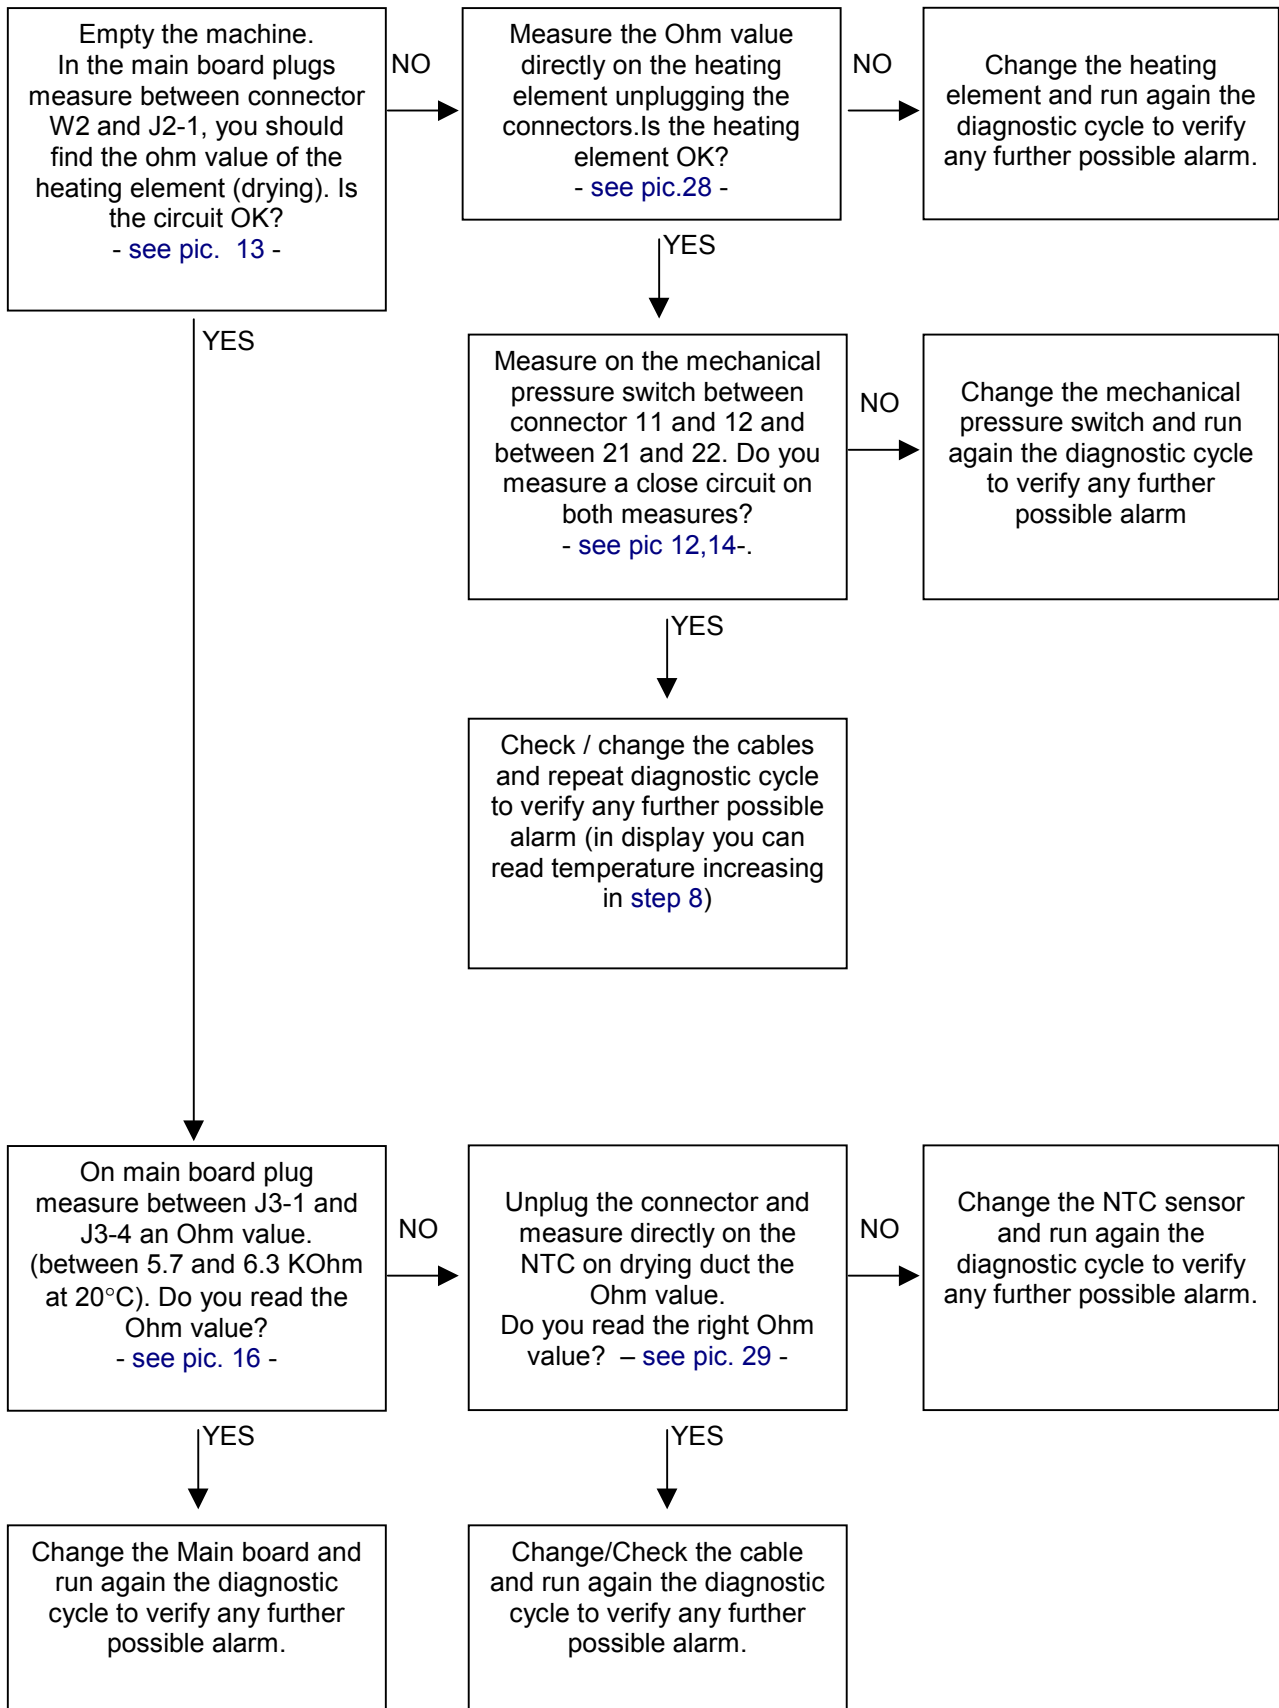 Empty the machine.
In the main board plugs
measure between connector
W2 and J2-1, you should
find the ohm value of the
heating element (drying). Is
the circuit OK?
- see pic.  13 -
NO
Measure the Ohm value
directly on the heating
element unplugging the
connectors.Is the heating
element OK?
- see pic.28 -
NO
Change the heating
element and run again the
diagnostic cycle to verify
any further possible alarm.
YES
YES
Measure on the mechanical
pressure switch between
connector 11 and 12 and
between 21 and 22. Do you
measure a close circuit on
both measures?
- see pic 12,14-.
NO
Change the mechanical
pressure switch and run
again the diagnostic cycle
to verify any further
possible alarm
YES
Check / change the cables
and repeat diagnostic cycle
to verify any further possible
alarm (in display you can
read temperature increasing
in step 8)
On main board plug
measure between J3-1 and
J3-4 an Ohm value.
(between 5.7 and 6.3 KOhm
at 20°C). Do you read the
Ohm value?
- see pic. 16 -
NO
Unplug the connector and
measure directly on the
NTC on drying duct the
Ohm value.
Do you read the right Ohm
value?  – see pic. 29 -
NO
Change the NTC sensor
and run again the
diagnostic cycle to verify
any further possible alarm.
YES
YES
Change the Main board and
run again the diagnostic
cycle to verify any further
possible alarm.
Change/Check the cable
and run again the diagnostic
cycle to verify any further
possible alarm.